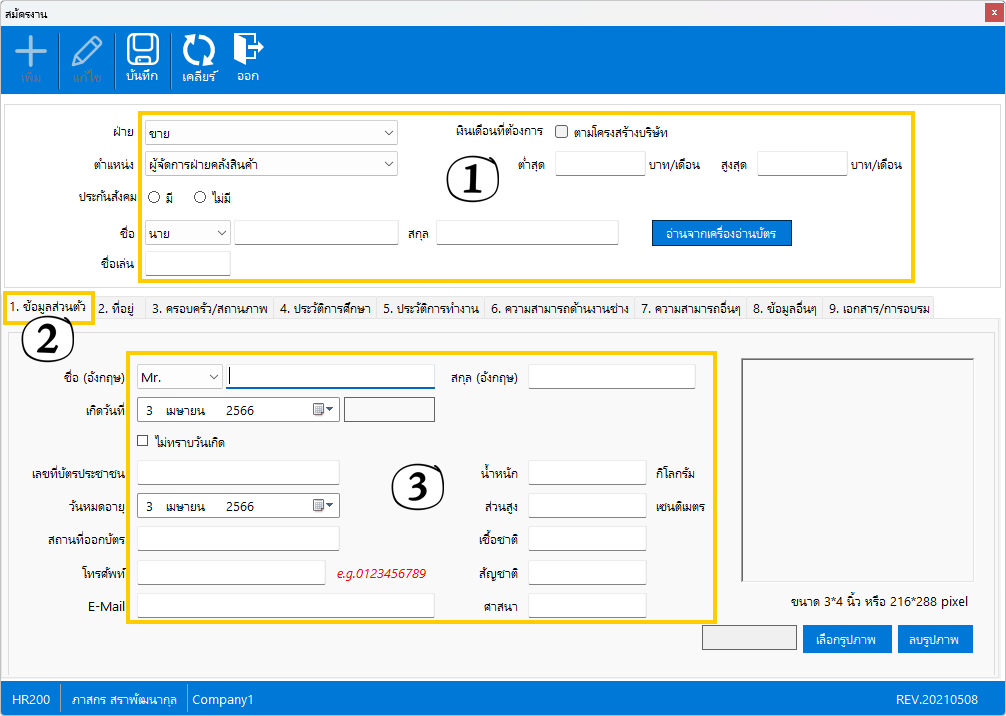 สมัครงาน
x
เพิ่ม แก้ไข บันทึก เคลียร์ ออก
ฝ่าย ขาย เงินเดือนที่ต้องการ ตามโครงสร้างบริษัท
ตำแหน่ง ผู้จัดการฝ่ายคลังสินค้า ต่ำสุด บาท/เดือน สูงสุด บาท/เดือน
1
ประกันสังคม มี ไม่มี
ชื่อ นาย สกุล อ่านจากเครื่องอ่านบัตร
ชื่อเล่น
1. ข้อมูลส่วนตัว 2. ที่อยู่ 3. ครอบครัว/สถานภาพ 4. ประวัติการศึกษา 5. ประวัติการทำงาน 6. ความสามารถด้านงานช่าง 7. ความสามารถอื่นๆ 8. ข้อมูลอื่นๆ 9. เอกสาร/การอบรม
2
ชื่อ (อังกฤษ) Mr. สกุล (อังกฤษ)
เกิดวันที่ 3 เมษายน 2566
ไม่ทราบวันเกิด
เลขที่บัตรประชาชน น้ำหนัก กิโลกรัม
3
วันหมดอายุ 3 เมษายน 2566 ส่วนสูง เซนติเมตร
สถานที่ออกบัตร เชื้อชาติ
โทรศัพท์ e.g.0123456789 สัญชาติ
E-Mail ศาสนา
ขนาด 3*4 นิ้ว หรือ 216*288 pixel
เลือกรูปภาพ ลบรูปภาพ
HR200 ภาสกร สราพัฒนากุล Company1 REV.20210508